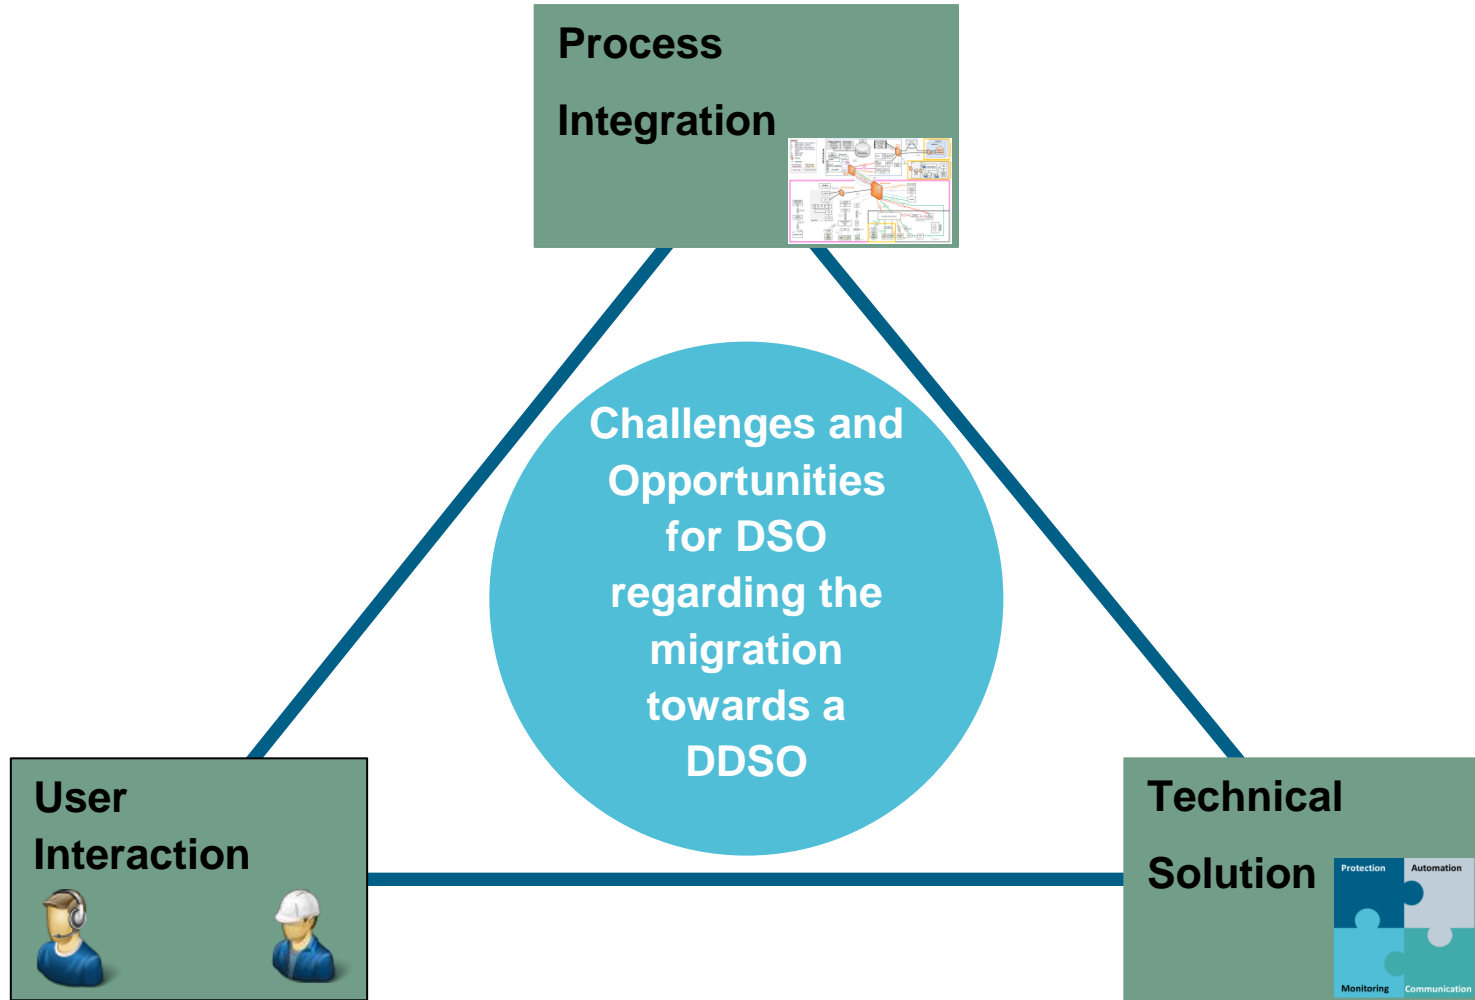 Process
Integration
Challenges and
Opportunities
for DSO
regarding the
migration
towards a
DDSO
User
Interaction
Technical
Solution
Protection
Automation
Monitoring
Communication